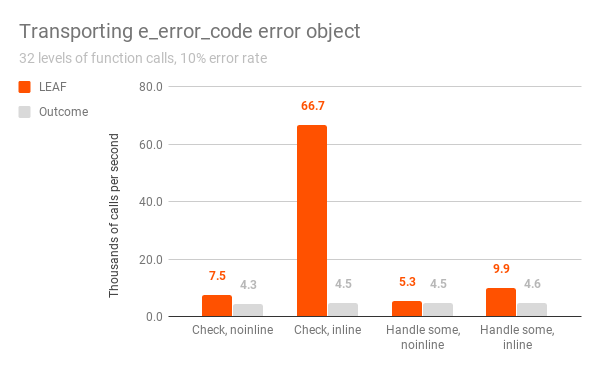 Transporting e_error_code error object
32 levels of function calls, 10% error rate
LEAF
Outcome
Thousands of calls per second
80.0
60.0
40.0
20.0
0.0
7.5
4.3
66.7
4.5
5.3
4.5
9.9
4.6
Check, noinline
Check, inline
Handle some,
noinline
Handle some,
inline